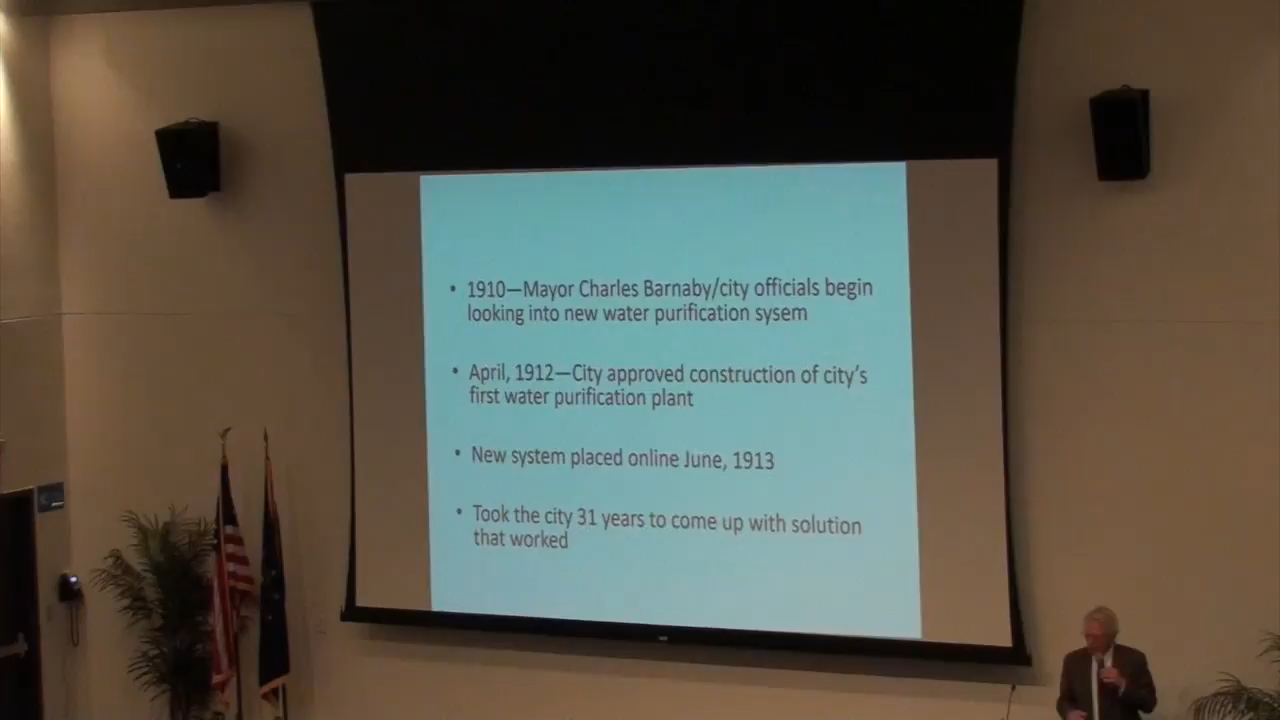 • 1910—Mayor Charles Barnaby/city officials begin
looking into new water purification sysem
• April, 1912—City approved construction of city's
first water purification plant
• New system placed online June, 1913
• Took the city 31 years to come up with solution
that worked